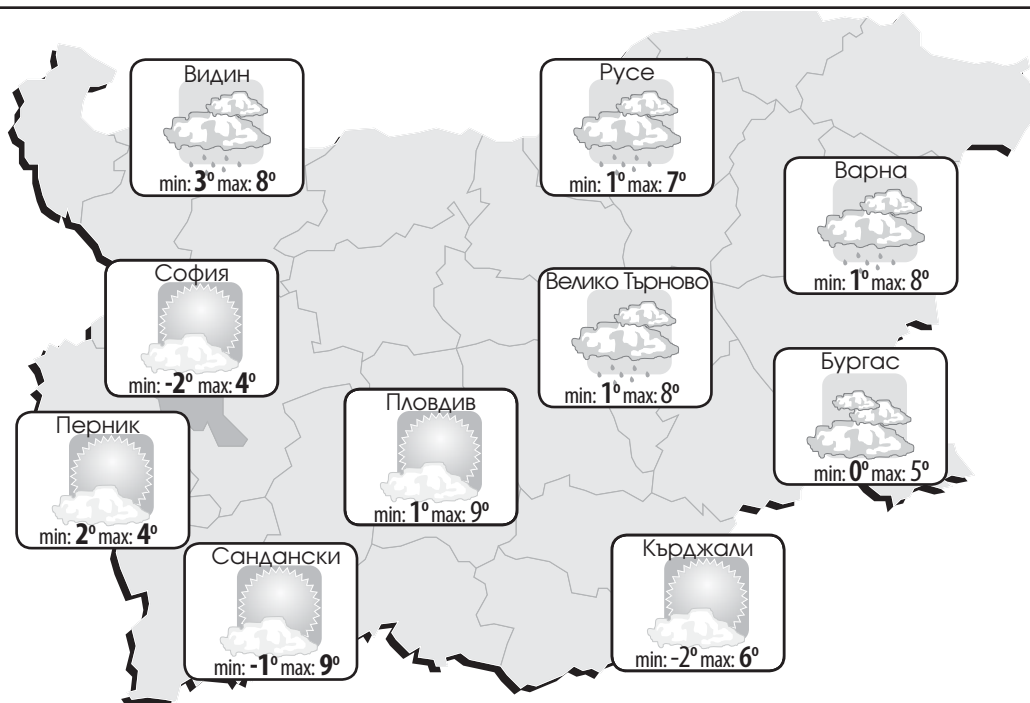 Видин
min: 3° max: 8°
Русе
min: 1° max: 7°
Варна
min: 1° max: 8°
София
min: -2° max: 4°
Велико Търново
min: 1° max: 8°
Бургас
min: 0° max: 5°
Пловдив
min: 1° max: 9°
Перник
min: 2° max: 4°
Сандански
min: -1° max: 9°
Кърджали
min: -2° max: 6°